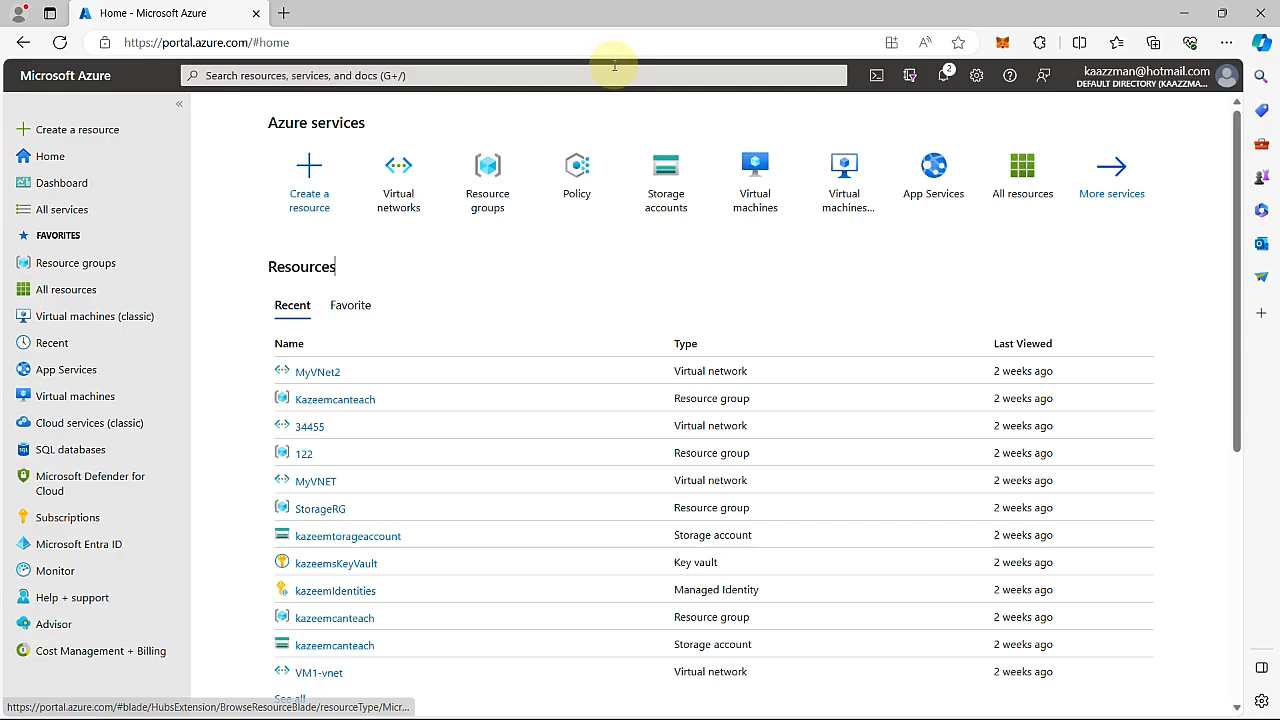 Home - Microsoft Azure
https://portal.azure.com/#home
Microsoft Azure
Search resources, services, and docs (G+/)
2
kaazzman@hotmail.com
DEFAULT DIRECTORY (KAAZZMA...
«
Create a resource
Home
Dashboard
All services
FAVORITES
Resource groups
All resources
Virtual machines (classic)
Recent
App Services
Virtual machines
Cloud services (classic)
SQL databases
Microsoft Defender for
Cloud
Subscriptions
Microsoft Entra ID
Monitor
Help + support
Advisor
Cost Management + Billing
Azure services
Create a
resource
Virtual
networks
Resource
groups
Policy
Storage
accounts
Virtual
machines
Virtual
machines...
App Services
All resources
More services
Resources
Recent Favorite
Name Type Last Viewed
MyVNet2 Virtual network 2 weeks ago
Kazeemcanteach Resource group 2 weeks ago
34455 Virtual network 2 weeks ago
122 Resource group 2 weeks ago
MyVNET Virtual network 2 weeks ago
StorageRG Resource group 2 weeks ago
kazeemtorageaccount Storage account 2 weeks ago
kazeemsKeyVault Key vault 2 weeks ago
kazeemIdentities Managed Identity 2 weeks ago
kazeemcanteach Resource group 2 weeks ago
kazeemcanteach Storage account 2 weeks ago
VM1-vnet Virtual network 2 weeks ago
See all
https://portal.azure.com/#blade/HubsExtension/BrowseResourceBlade/resourceType/Micr...